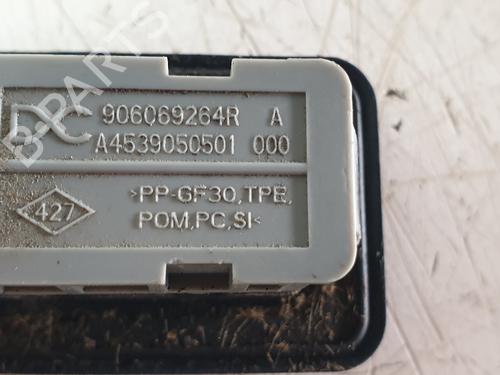 906069264R A
A4539050501 000
427
>PP-GF30,TPE,
POM,PC,SI<
B-PARTS